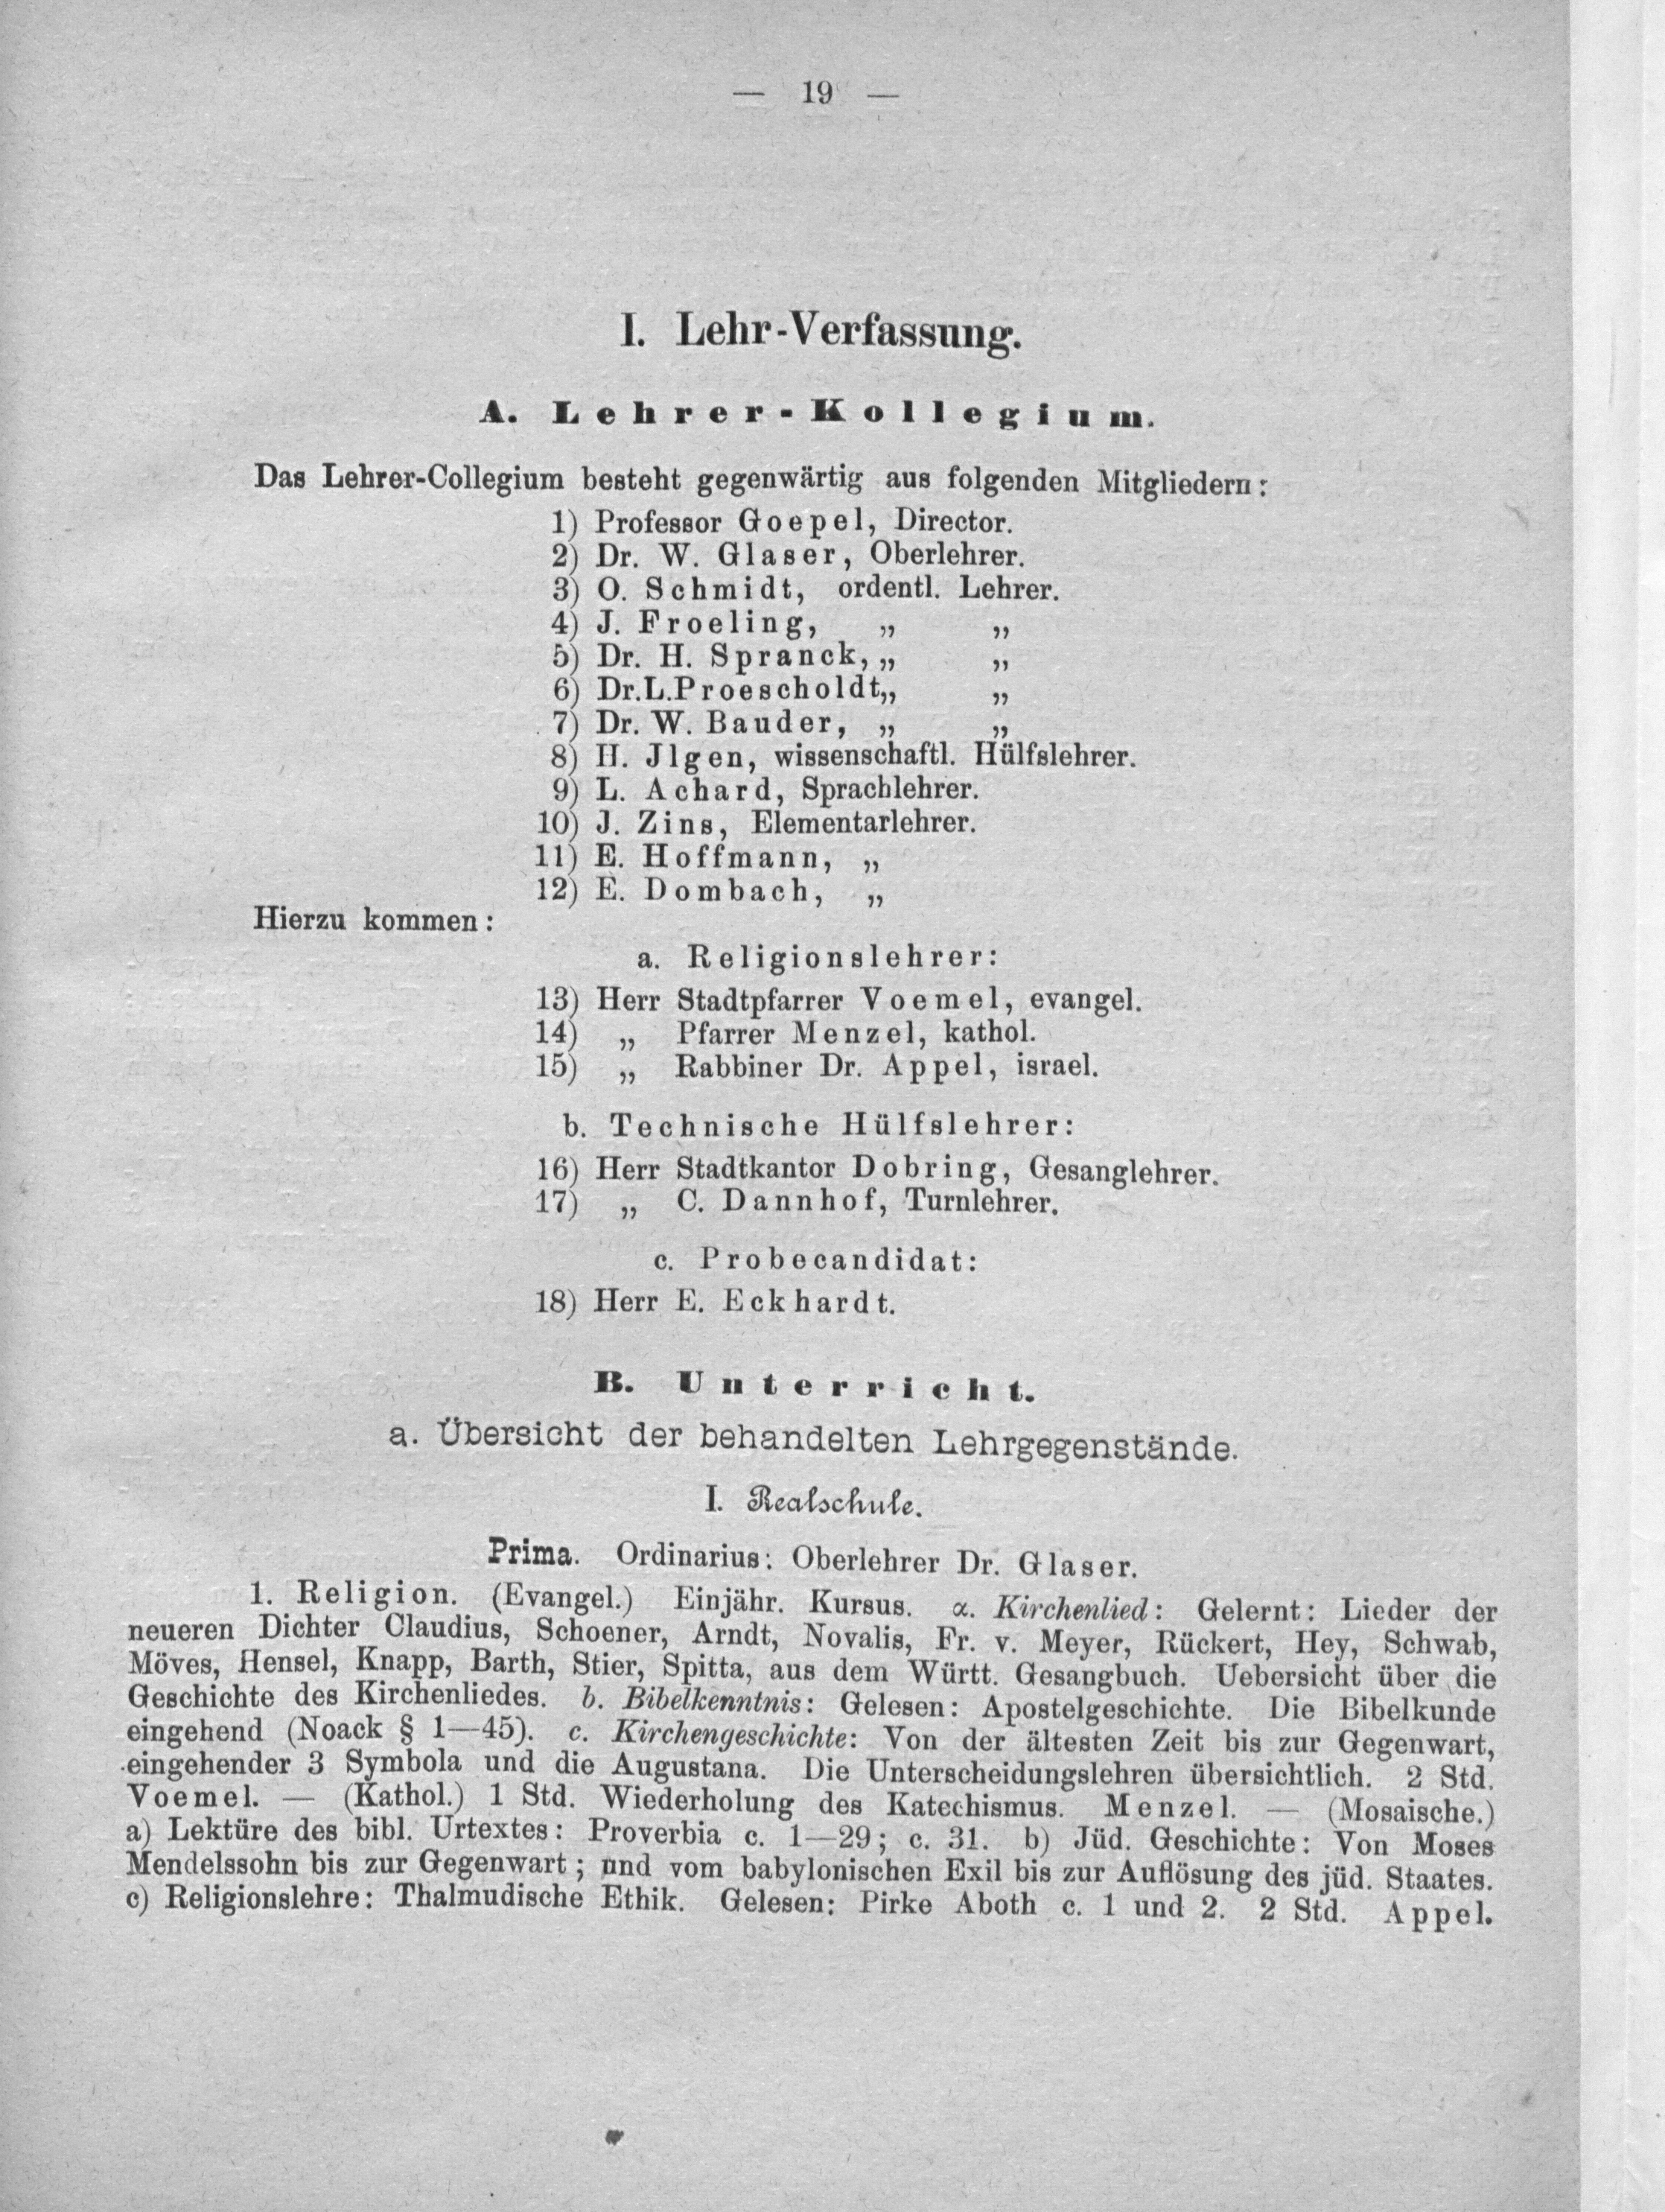 — 19 —
I. Lehr-Verfassung.
A. Lehrer-Kollegium.
Das Lehrer-Collegium besteht gegenwärtig aus folgenden Mitgliedern:
1) Professor Goepel, Director.
2) Dr. W. Glaser, Oberlehrer.
3) O. Schmidt, ordentl. Lehrer.
4) J. Froeling, „ „
5) Dr. H. Spranck, „ „
6) Dr.L.Proescholdt„ „
7) Dr. W. Bauder, „ „
8) H. Jlgen, wissenschaftl. Hülfslehrer.
9) L. Achard, Sprachlehrer.
10) J. Zins, Elementarlehrer.
11) E. Hoffmann, „
12) E. Dombach, „
Hierzu kommen:
a. Religionslehrer:
13) Herr Stadtpfarrer Voemel, evangel.
14) „ Pfarrer Menzel, kathol.
15) „ Rabbiner Dr. Appel, israel.
b. Technische Hülfslehrer:
16) Herr Stadtkantor Dobring, Gesanglehrer.
17) „ C. Dannhof, Turnlehrer.
c. Probecandidat:
18) Herr E. Eckhardt.
B. Unterricht.
a. Übersicht der behandelten Lehrgegenstände.
I. Realschule.
Prima. Ordinarius: Oberlehrer Dr. Glaser.
1. Religion. (Evangel.) Einjähr. Kursus. α. Kirchenlied: Gelernt: Lieder der
neueren Dichter Claudius, Schoener, Arndt, Novalis, Fr. v. Meyer, Rückert, Hey, Schwab,
Möves, Hensel, Knapp, Barth, Stier, Spitta, aus dem Württ. Gesangbuch. Uebersicht über die
Geschichte des Kirchenliedes. b. Bibelkenntnis: Gelesen: Apostelgeschichte. Die Bibelkunde
eingehend (Noack § 1—45). c. Kirchengeschichte: Von der ältesten Zeit bis zur Gegenwart,
eingehender 3 Symbola und die Augustana. Die Unterscheidungslehren übersichtlich. 2 Std.
Voemel. — (Kathol.) 1 Std. Wiederholung des Katechismus. Menzel. — (Mosaische.)
a) Lektüre des bibl. Urtextes: Proverbia c. 1—29; c. 31. b) Jüd. Geschichte: Von Moses
Mendelssohn bis zur Gegenwart; und vom babylonischen Exil bis zur Auflösung des jüd. Staates.
c) Religionslehre: Thalmudische Ethik. Gelesen: Pirke Aboth c. 1 und 2. 2 Std. Appel.